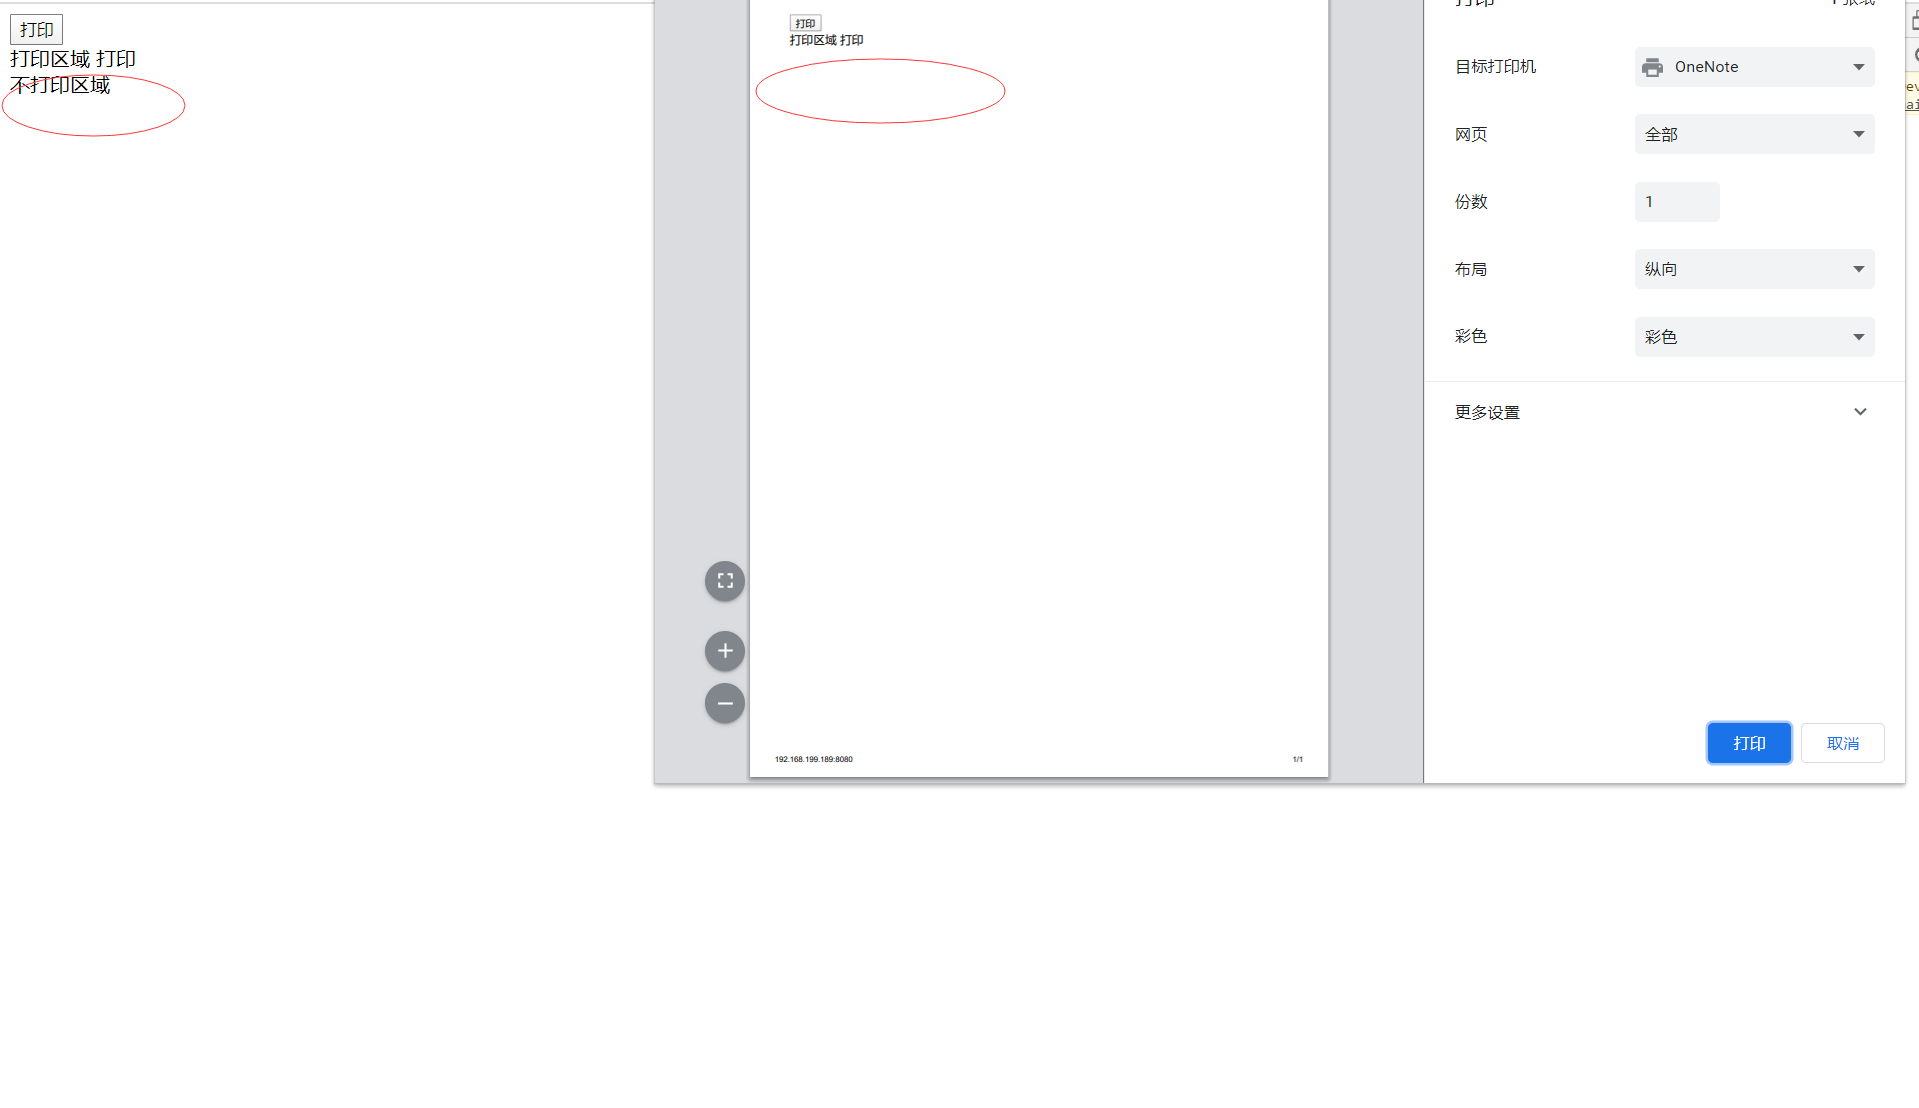 打印
打印区域 打印
不打印区域
打印
打印区域 打印
192.168.199.189:8080
1/1
打印
目标打印机
OneNote
网页
全部
份数
1
布局
纵向
彩色
彩色
更多设置
打印
取消